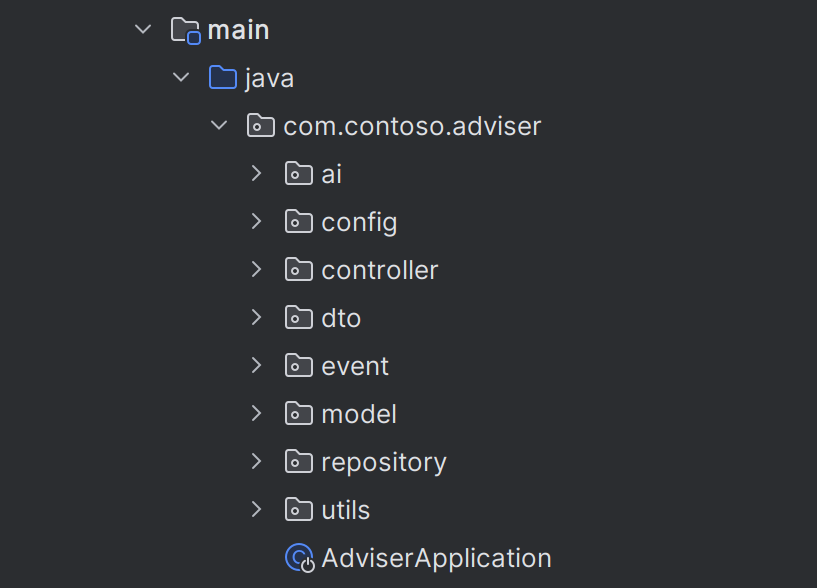 main
java
com.contoso.adviser
ai
config
controller
dto
event
model
repository
utils
AdviserApplication